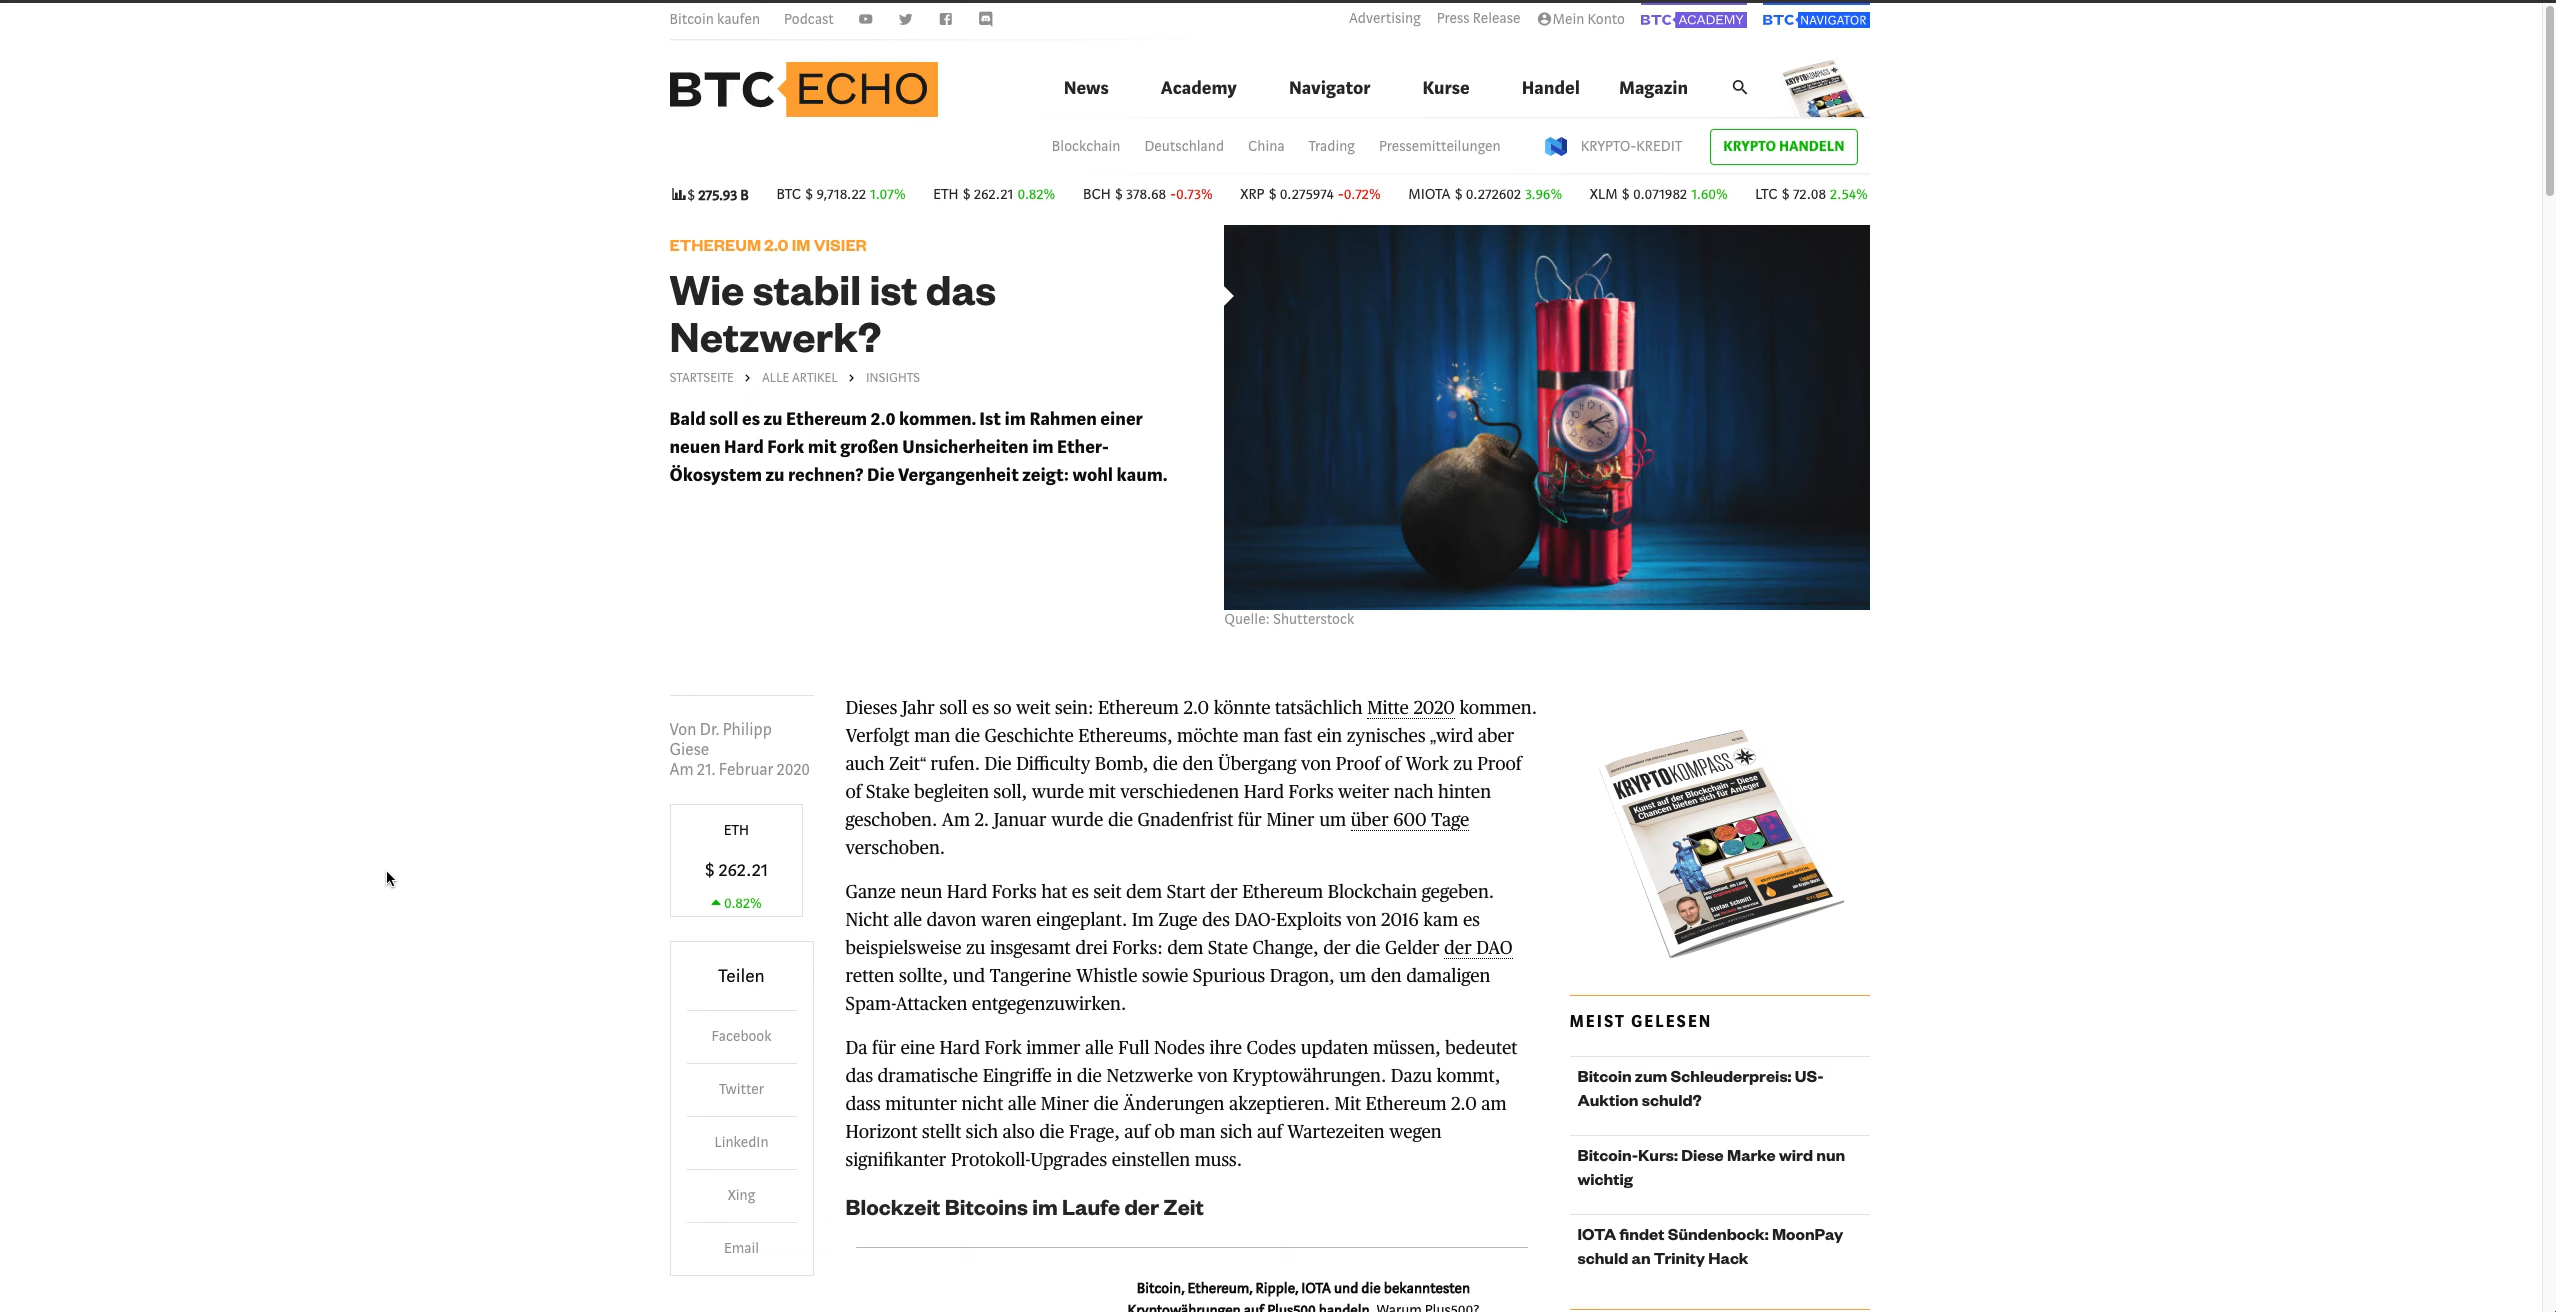 Bitcoin kaufen Podcast
Advertising Press Release Mein Konto BTC ACADEMY BTC NAVIGATOR
BTC ECHO
News Academy Navigator Kurse Handel Magazin
Blockchain Deutschland China Trading Pressemitteilungen KRYPTO-KREDIT KRYPTO HANDELN
$ 275.93 B BTC $ 9,718.22 1.07% ETH $ 262.21 0.82% BCH $ 378.68 -0.73% XRP $ 0.275974 -0.72% MIOTA $ 0.272602 3.96% XLM $ 0.071982 1.60% LTC $ 72.08 2.54%
ETHEREUM 2.0 IM VISIER
Wie stabil ist das
Netzwerk?
STARTSEITE > ALLE ARTIKEL > INSIGHTS
Bald soll es zu Ethereum 2.0 kommen. Ist im Rahmen einer
neuen Hard Fork mit großen Unsicherheiten im Ether-
Ökosystem zu rechnen? Die Vergangenheit zeigt: wohl kaum.
Quelle: Shutterstock
Von Dr. Philipp
Giese
Am 21. Februar 2020
ETH
$ 262.21
0.82%
Teilen
Facebook
Twitter
LinkedIn
Xing
Email
Dieses Jahr soll es so weit sein: Ethereum 2.0 könnte tatsächlich Mitte 2020 kommen.
Verfolgt man die Geschichte Ethereums, möchte man fast ein zynisches „wird aber
auch Zeit“ rufen. Die Difficulty Bomb, die den Übergang von Proof of Work zu Proof
of Stake begleiten soll, wurde mit verschiedenen Hard Forks weiter nach hinten
geschoben. Am 2. Januar wurde die Gnadenfrist für Miner um über 600 Tage
verschoben.
Ganze neun Hard Forks hat es seit dem Start der Ethereum Blockchain gegeben.
Nicht alle davon waren eingeplant. Im Zuge des DAO-Exploits von 2016 kam es
beispielsweise zu insgesamt drei Forks: dem State Change, der die Gelder der DAO
retten sollte, und Tangerine Whistle sowie Spurious Dragon, um den damaligen
Spam-Attacken entgegenzuwirken.
Da für eine Hard Fork immer alle Full Nodes ihre Codes updaten müssen, bedeutet
das dramatische Eingriffe in die Netzwerke von Kryptowährungen. Dazu kommt,
dass mitunter nicht alle Miner die Änderungen akzeptieren. Mit Ethereum 2.0 am
Horizont stellt sich also die Frage, auf ob man sich auf Wartezeiten wegen
signifikanter Protokoll-Upgrades einstellen muss.
Blockzeit Bitcoins im Laufe der Zeit
Bitcoin, Ethereum, Ripple, IOTA und die bekanntesten
Kryptowährungen auf Plus500 handeln. Warum Plus500?
KRYPTOKOMPASS
Kunst auf der Blockchain – Diese
Chancen bieten sich für Anleger
Stefan Schmitt
MEIST GELESEN
Bitcoin zum Schleuderpreis: US-
Auktion schuld?
Bitcoin-Kurs: Diese Marke wird nun
wichtig
IOTA findet Sündenbock: MoonPay
schuld an Trinity Hack